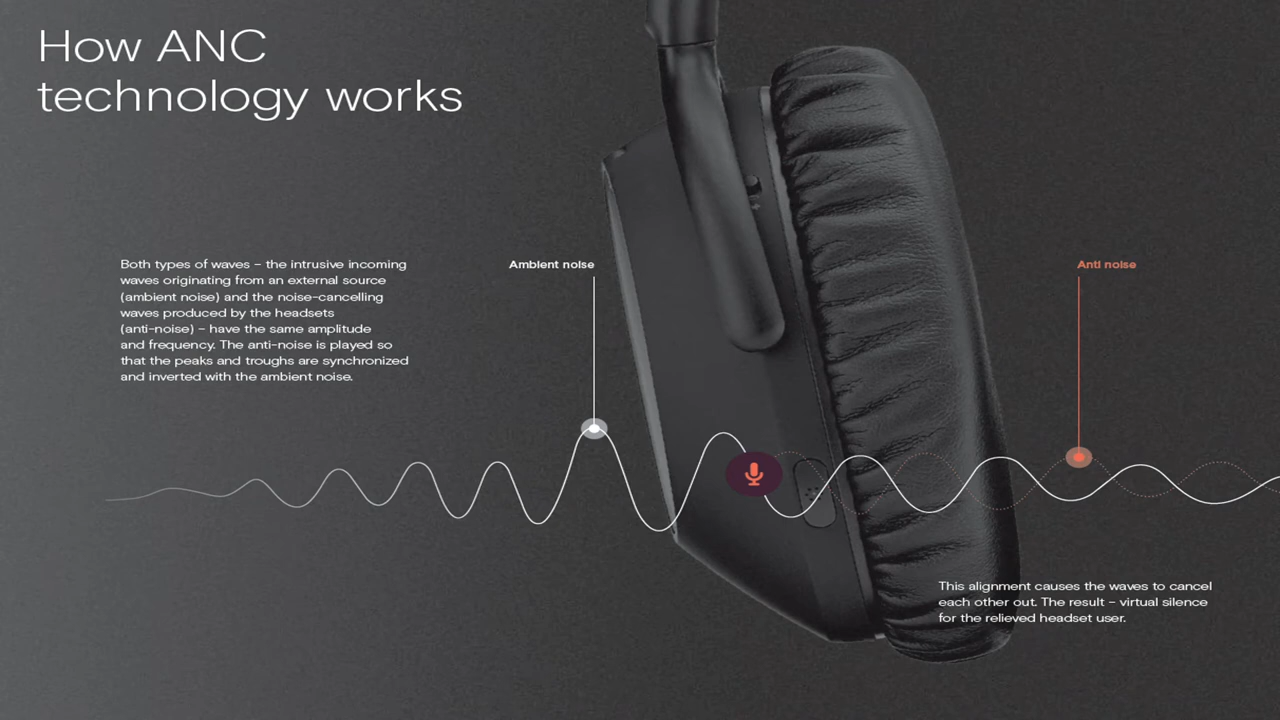 How ANC
technology works
Both types of waves – the intrusive incoming
waves originating from an external source
(ambient noise) and the noise-cancelling
waves produced by the headsets
(anti-noise) – have the same amplitude
and frequency. The anti-noise is played so
that the peaks and troughs are synchronized
and inverted with the ambient noise.
Ambient noise
Anti noise
This alignment causes the waves to cancel
each other out. The result – virtual silence
for the relieved headset user.